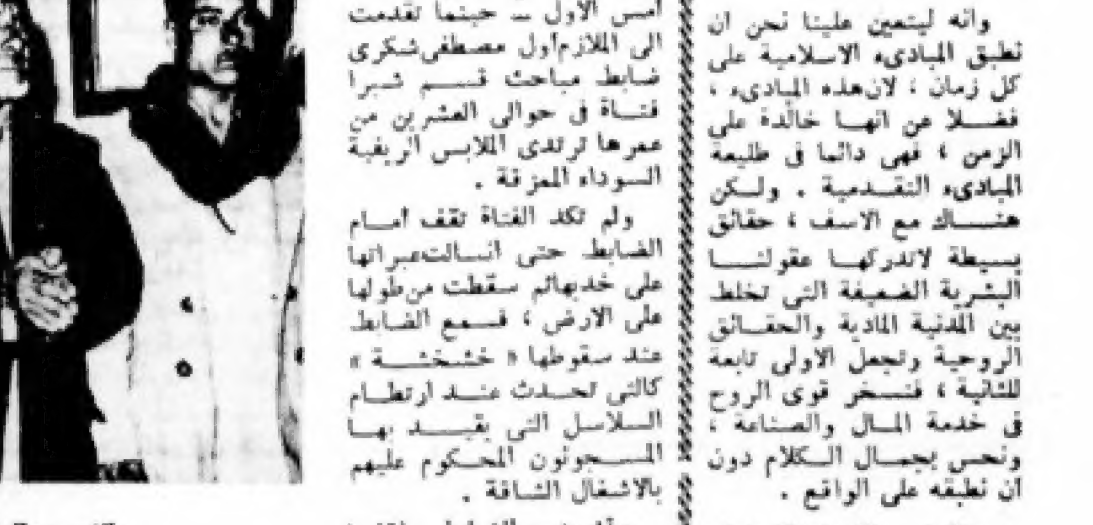 وانه ليتعين علينا نحن ان
نطبق المبادىء الاسلامية على
كل زمان ، لان هذه المبادىء ،
فضلا عن انها خالدة على
الزمن ، فهى دائما فى طليعة
المبادىء التقدمية . ولكن
هناك مع الاسف ، حقائق
بسيطة لاتدركها عقولنا
البشرية الضعيفة التى تخلط
بين المدنية المادية والحقائق
الروحية وتجعل الاولى تابعة
للثانية ، فنسخر قوى الروح
فى خدمة المال والصناعة ،
ونحس بجمال الكلام دون
ان نطبقه على الواقع .
امس الاول ــ حينما تقدمت
الى الملازم أول مصطفى شكرى
ضابط مباحث قسم شبرا
فتاة فى حوالى العشرين من
عمرها ترتدى الملابس الريفية
السوداء الممزقة .
ولم تكد الفتاة تقف امام
الضابط حتى انسالت عبراتها
على خديها ثم سقطت من طولها
على الارض ، فسمع الضابط
عند سقوطها « خشخشة »
كالتى تحدث عند ارتطام
السلاسل التى يقيد بها
المسجونون المحكوم عليهم
بالاشغال الشاقة .